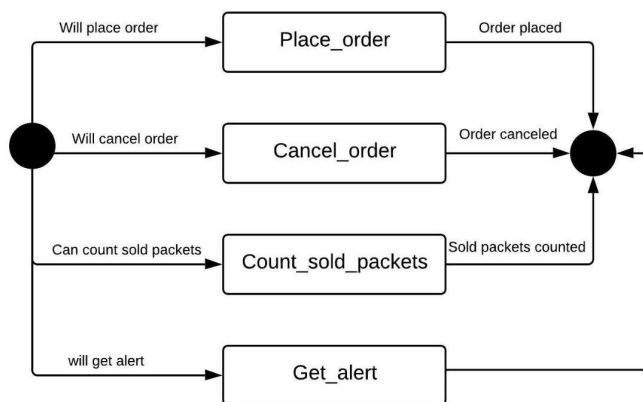 Will place order
Place_order
Order placed
Will cancel order
Cancel_order
Order canceled
Can count sold packets
Count_sold_packets
Sold packets counted
will get alert
Get_alert